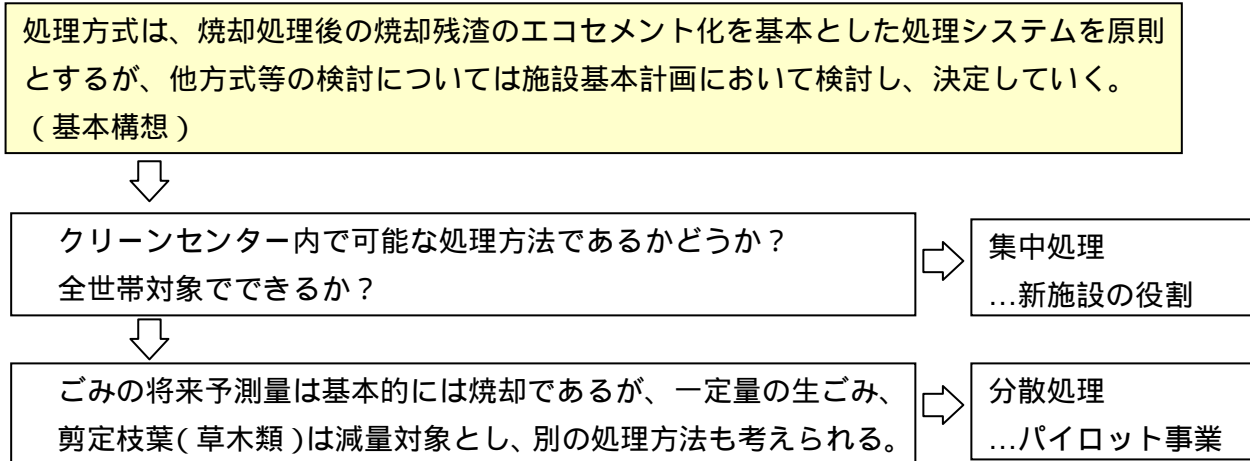 処理方式は、焼却処理後の焼却残渣のエコセメント化を基本とした処理システムを原則
とするが、他方式等の検討については施設基本計画において検討し、決定していく。
（基本構想）
クリーンセンター内で可能な処理方法であるかどうか？
全世帯対象でできるか？
集中処理
…新施設の役割
ごみの将来予測量は基本的には焼却であるが、一定量の生ごみ、
剪定枝葉（草木類）は減量対象とし、別の処理方法も考えられる。
分散処理
…パイロット事業